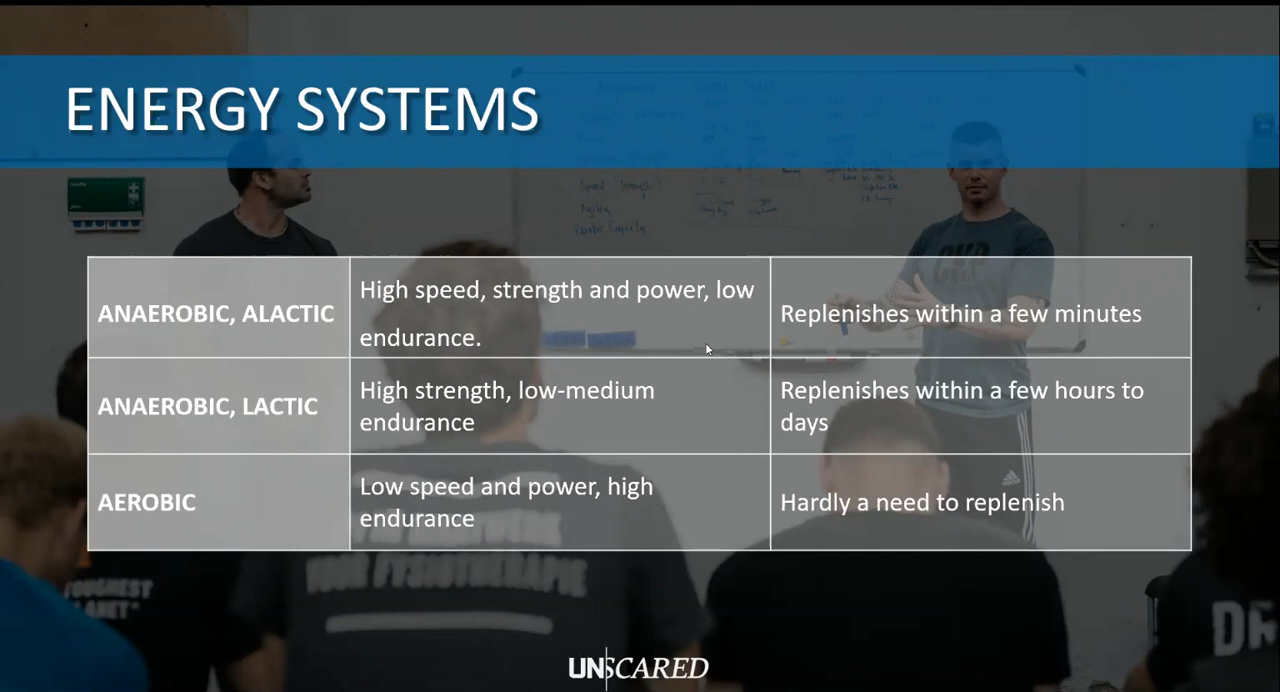 ENERGY SYSTEMS
ANAEROBIC, ALACTIC
High speed, strength and power, low
endurance.
Replenishes within a few minutes
ANAEROBIC, LACTIC
High strength, low-medium
endurance
Replenishes within a few hours to
days
AEROBIC
Low speed and power, high
endurance
Hardly a need to replenish
UNSCARED